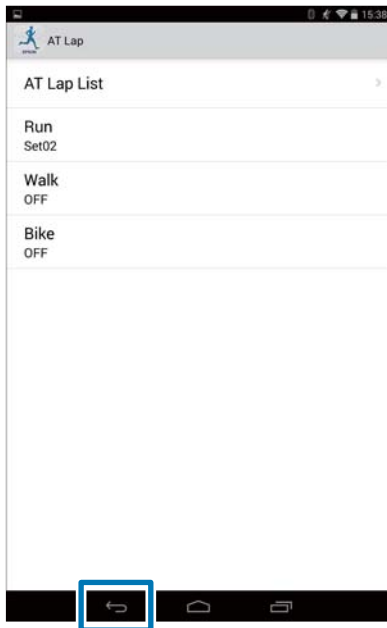 15:38
AT Lap
AT Lap List
Run
Set02
Walk
OFF
Bike
OFF